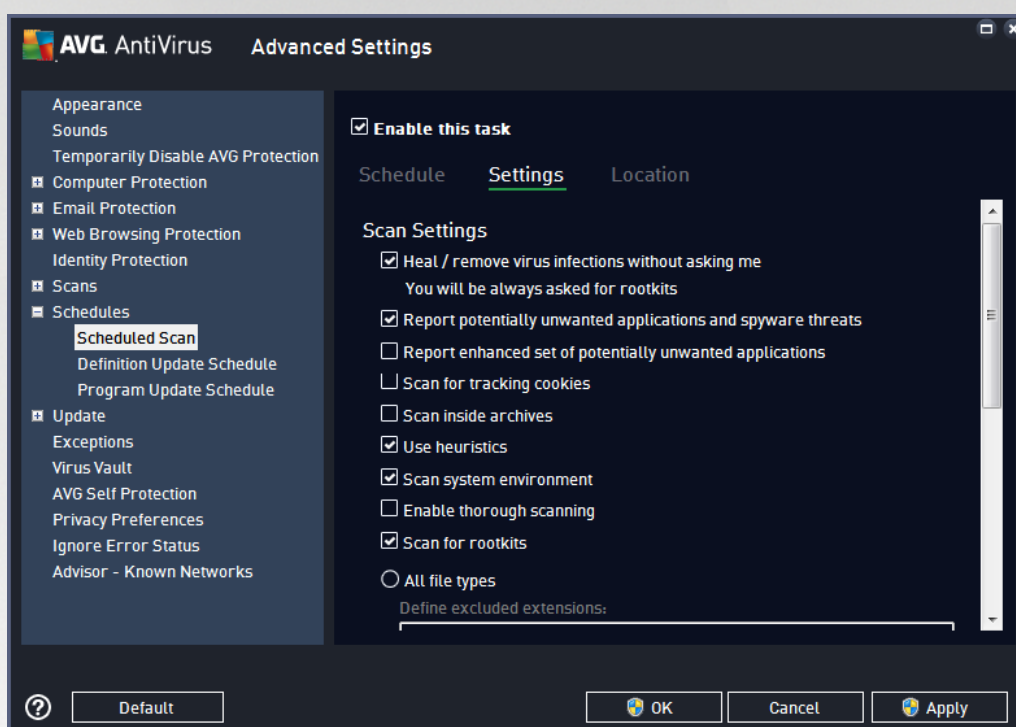 AVG. AntiVirus Advanced Settings
Appearance
Sounds
Temporarily Disable AVG Protection
Computer Protection
Email Protection
Web Browsing Protection
Identity Protection
Scans
Schedules
Scheduled Scan
Definition Update Schedule
Program Update Schedule
Update
Exceptions
Virus Vault
AVG Self Protection
Privacy Preferences
Ignore Error Status
Advisor - Known Networks
Enable this task
Schedule Settings Location
Scan Settings
Heal / remove virus infections without asking me
You will be always asked for rootkits
Report potentially unwanted applications and spyware threats
Report enhanced set of potentially unwanted applications
Scan for tracking cookies
Scan inside archives
Use heuristics
Scan system environment
Enable thorough scanning
Scan for rootkits
All file types
Define excluded extensions:
? Default OK Cancel Apply